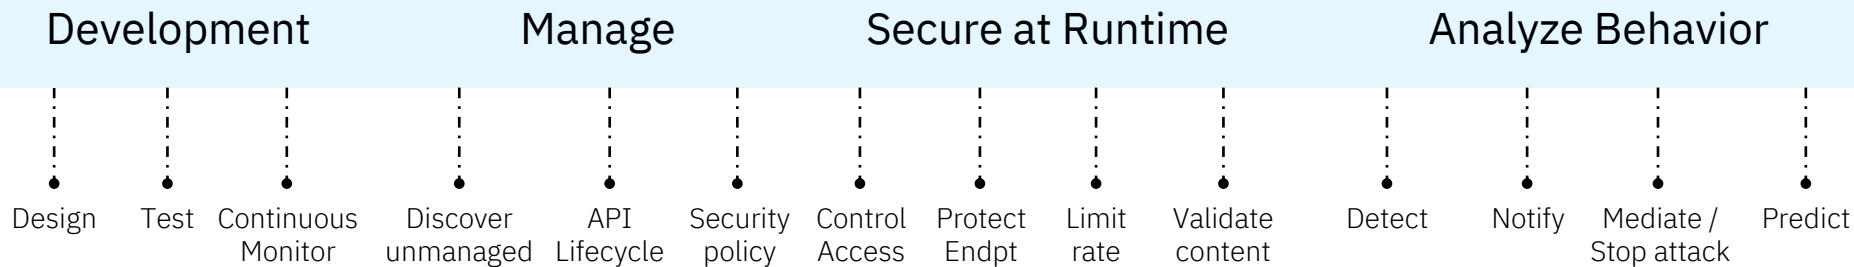 Development
Manage
Secure at Runtime
Analyze Behavior
Design
Test
Continuous
Monitor
Discover
unmanaged
API
Lifecycle
Security
policy
Control
Access
Protect
Endpt
Limit
rate
Validate
content
Detect
Notify
Mediate /
Stop attack
Predict